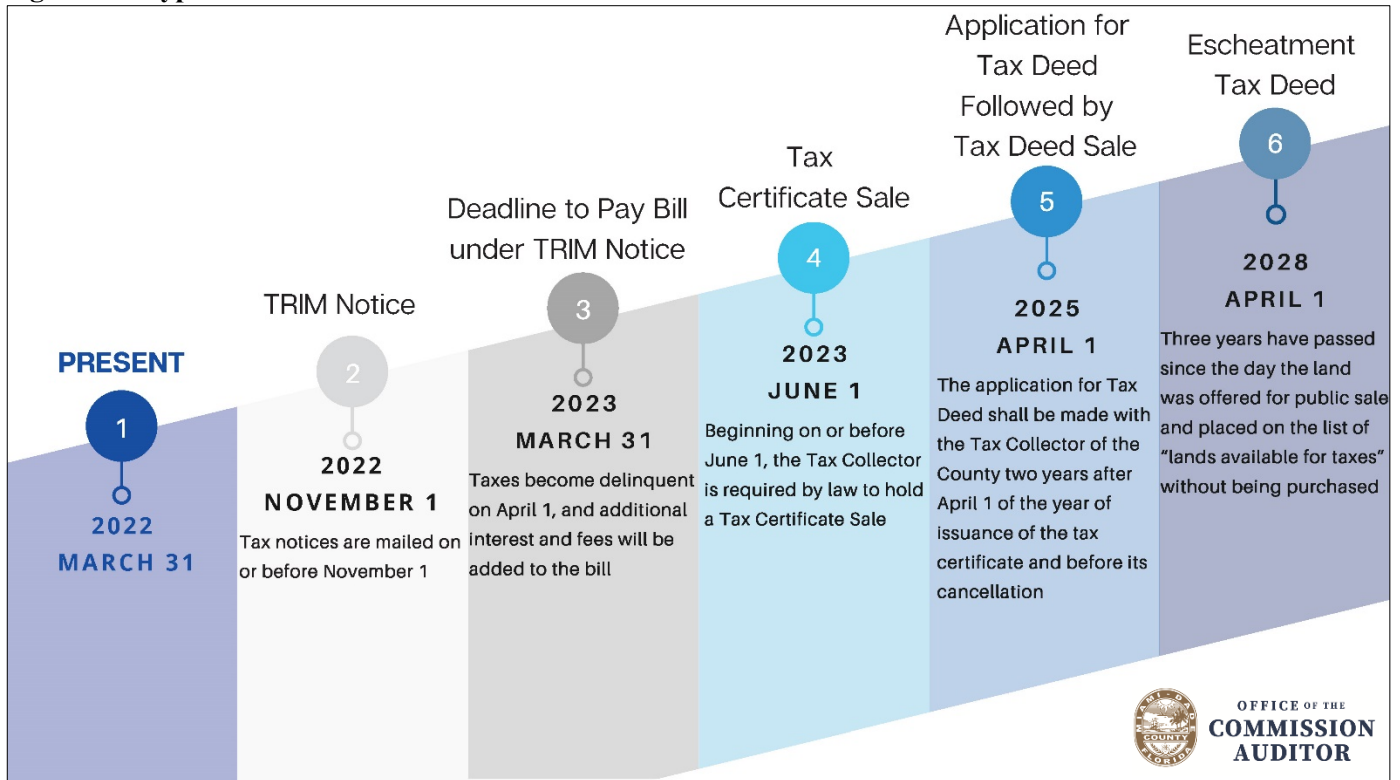 PRESENT
1
2022
MARCH 31
TRIM Notice
2
2022
NOVEMBER 1
Tax notices are mailed on
or before November 1
Deadline to Pay Bill
under TRIM Notice
3
2023
MARCH 31
Taxes become delinquent
on April 1, and additional
interest and fees will be
added to the bill
Tax
Certificate Sale
4
2023
JUNE 1
Beginning on or before
June 1, the Tax Collector
is required by law to hold
a Tax Certificate Sale
Application for
Tax Deed
Followed by
Tax Deed Sale
5
2025
APRIL 1
The application for Tax
Deed shall be made with
the Tax Collector of the
County two years after
April 1 of the year of
issuance of the tax
certificate and before its
cancellation
Escheatment
Tax Deed
6
2028
APRIL 1
Three years have passed
since the day the land
was offered for public sale
and placed on the list of
“lands available for taxes”
without being purchased
MIAMI-DADE
COUNTY
FLORIDA
OFFICE OF THE
COMMISSION
AUDITOR